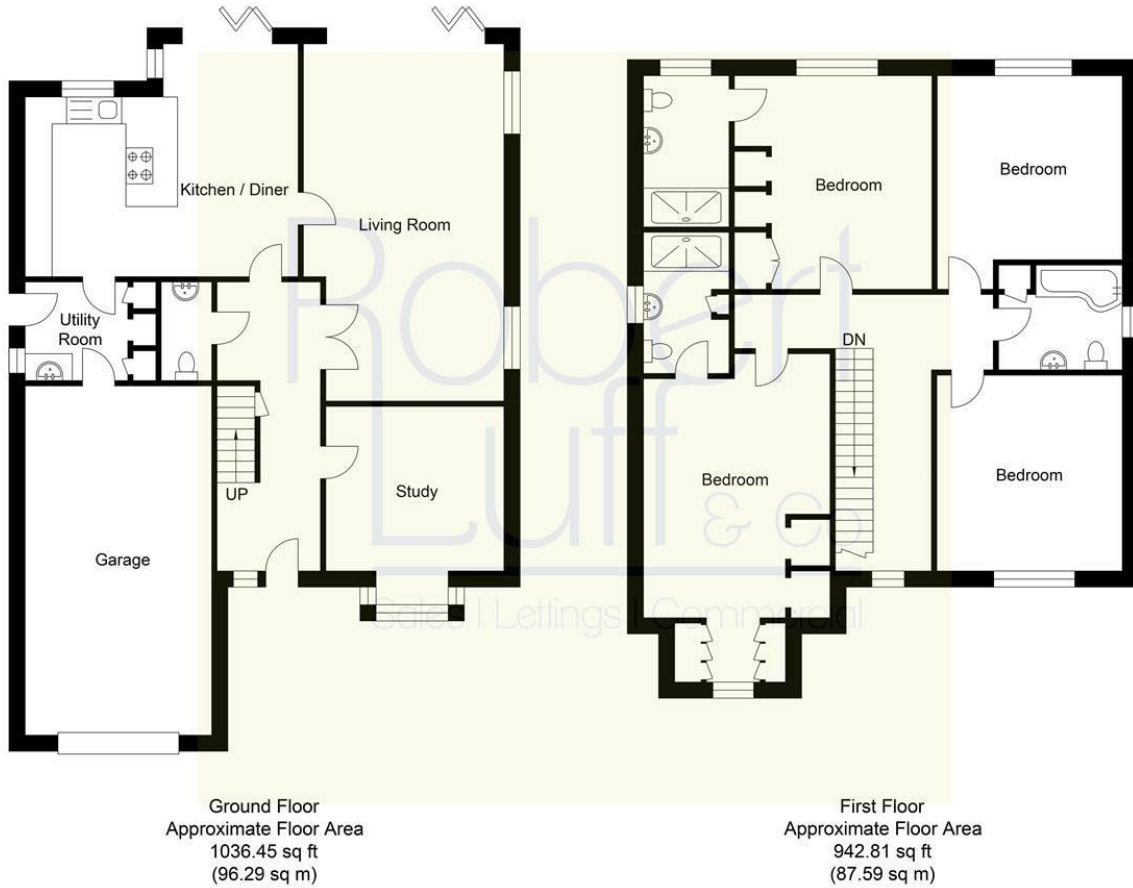 Kitchen / Diner
Living Room
Utility
Room
UP
Study
Garage
Bedroom
Bedroom
DN
Bedroom
Bedroom
Robert
Luff
& Co
Sales | Lettings | Commercial
Ground Floor
Approximate Floor Area
1036.45 sq ft
(96.29 sq m)
First Floor
Approximate Floor Area
942.81 sq ft
(87.59 sq m)